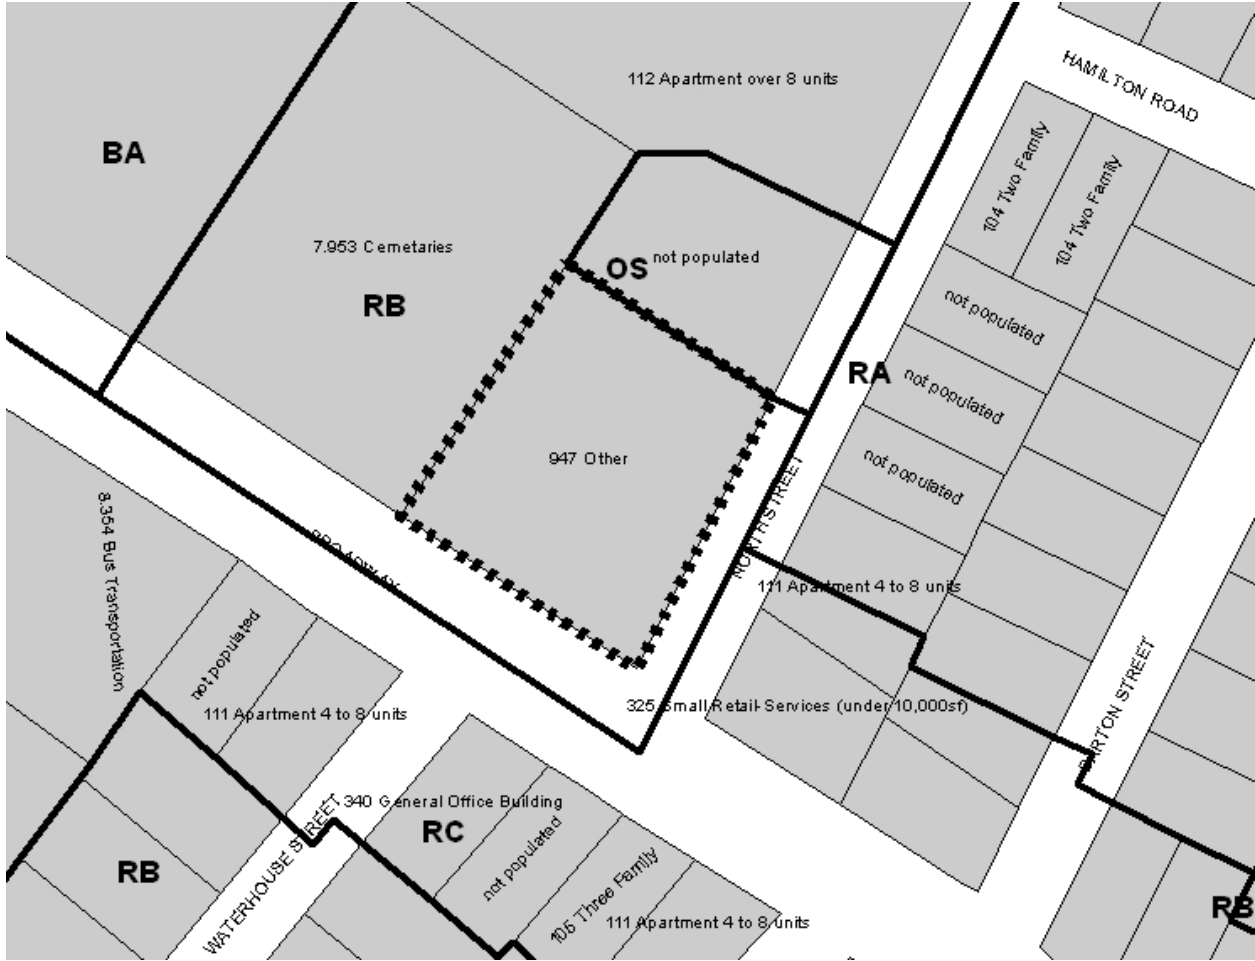 112 Apartment over 8 units
HAMILTON ROAD
BA
104 Two Family
104 Two Family
7.953 Cemetaries
OS
not populated
RB
not populated
RA
not populated
947 Other
not populated
NORTH STREET
BROADWAY
8.354 Bus Transportation
111 Apartment 4 to 8 units
not populated
BARTON STREET
325 Small Retail-Services (under 10,000sf)
111 Apartment 4 to 8 units
340 General Office Building
RC
WATERHOUSE STREET
RB
not populated
105 Three Family
111 Apartment 4 to 8 units
RB